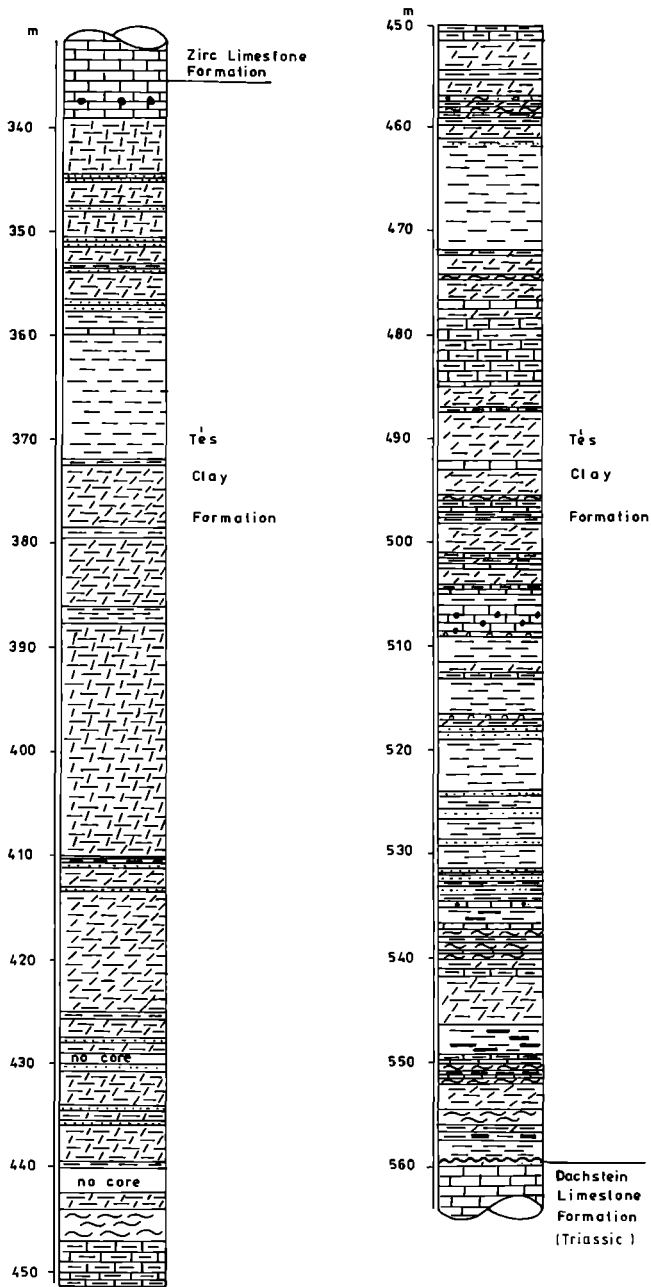 m
Zirc Limestone
Formation
340
350
360
370
380
390
400
410
420
430
440
450
Tés
Clay
Formation
no core
no core
m
450
460
470
480
490
500
510
520
530
540
550
560
Tés
Clay
Formation
Dachstein
Limestone
Formation
(Triassic)